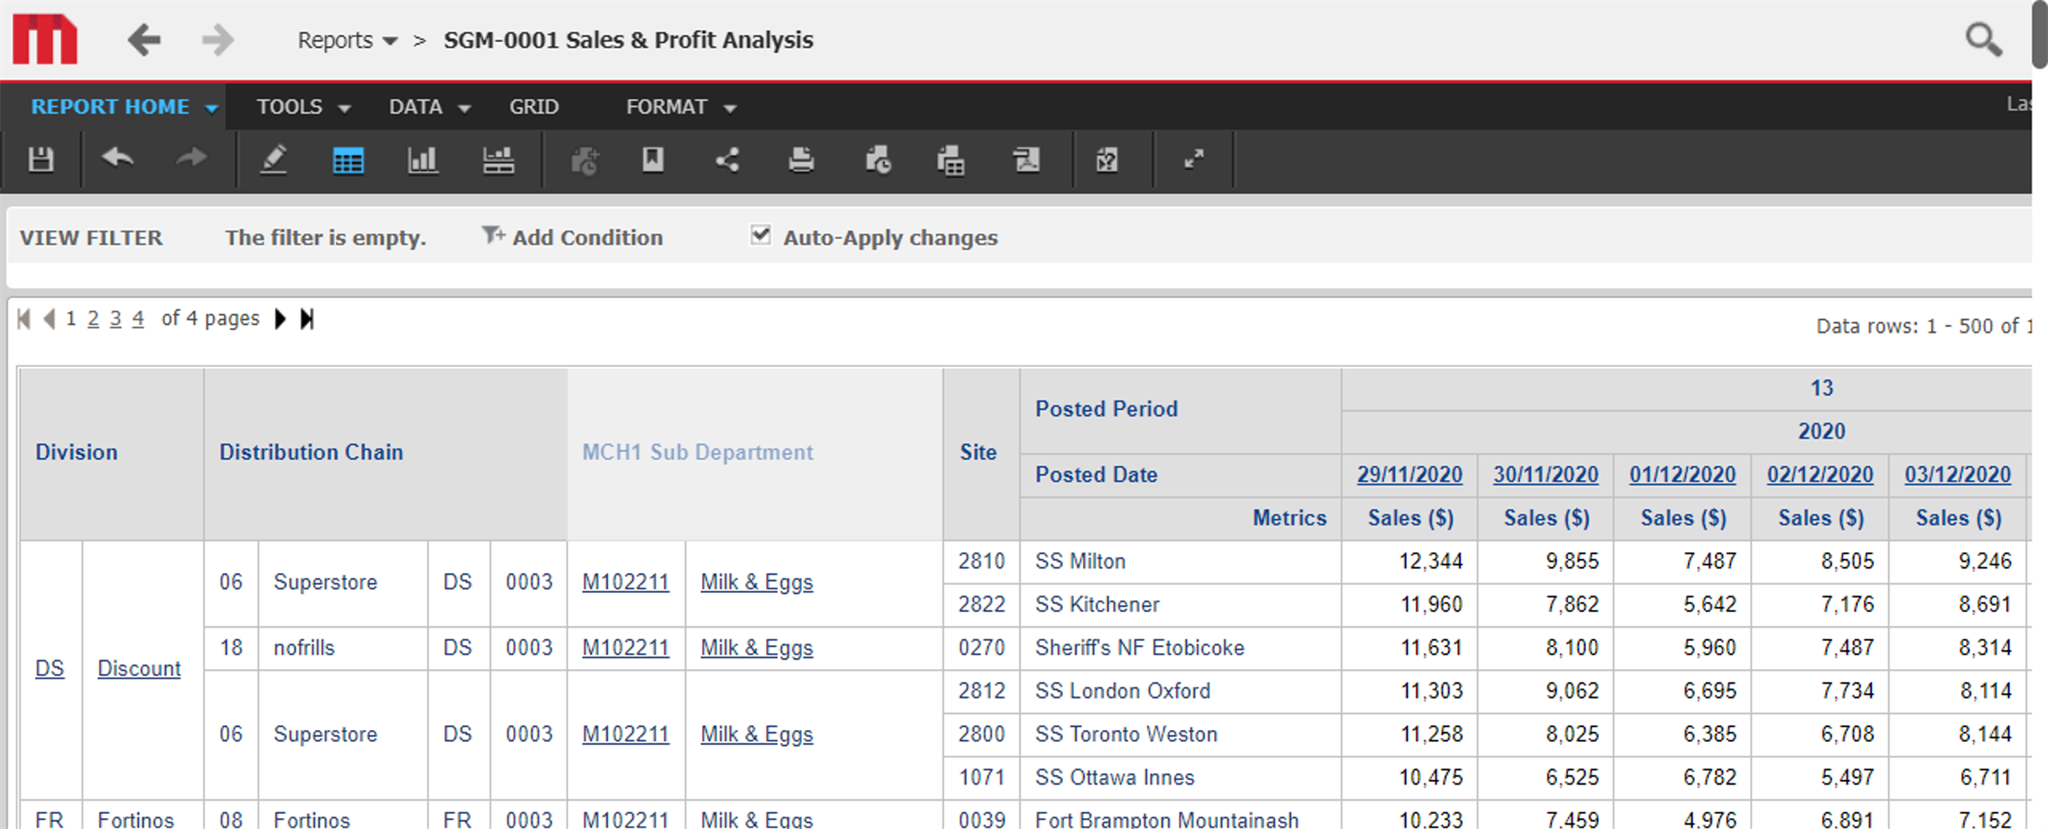 Reports > SGM-0001 Sales & Profit Analysis
REPORT HOME TOOLS DATA GRID FORMAT Las
VIEW FILTER The filter is empty. Add Condition Auto-Apply changes
1 2 3 4 of 4 pages
Data rows: 1 - 500 of 1
Division Distribution Chain MCH1 Sub Department Site Posted Period 13
2020
Posted Date 29/11/2020 30/11/2020 01/12/2020 02/12/2020 03/12/2020
Metrics Sales ($) Sales ($) Sales ($) Sales ($) Sales ($)
DS Discount 06 Superstore DS 0003 M102211 Milk & Eggs 2810 SS Milton 12,344 9,855 7,487 8,505 9,246
2822 SS Kitchener 11,960 7,862 5,642 7,176 8,691
18 nofrills DS 0003 M102211 Milk & Eggs 0270 Sheriff's NF Etobicoke 11,631 8,100 5,960 7,487 8,314
06 Superstore DS 0003 M102211 Milk & Eggs 2812 SS London Oxford 11,303 9,062 6,695 7,734 8,114
2800 SS Toronto Weston 11,258 8,025 6,385 6,708 8,144
1071 SS Ottawa Innes 10,475 6,525 6,782 5,497 6,711
FR Fortinos 08 Fortinos FR 0003 M102211 Milk & Eggs 0039 Fort Brampton Mountainash 10,233 7,459 4,976 6,891 7,152